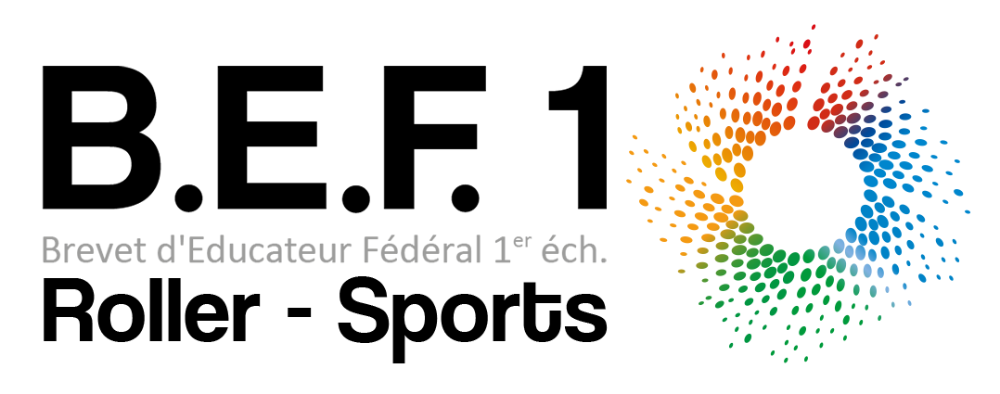 B.E.F. 1
Brevet d'Educateur Fédéral 1er éch.
Roller - Sports